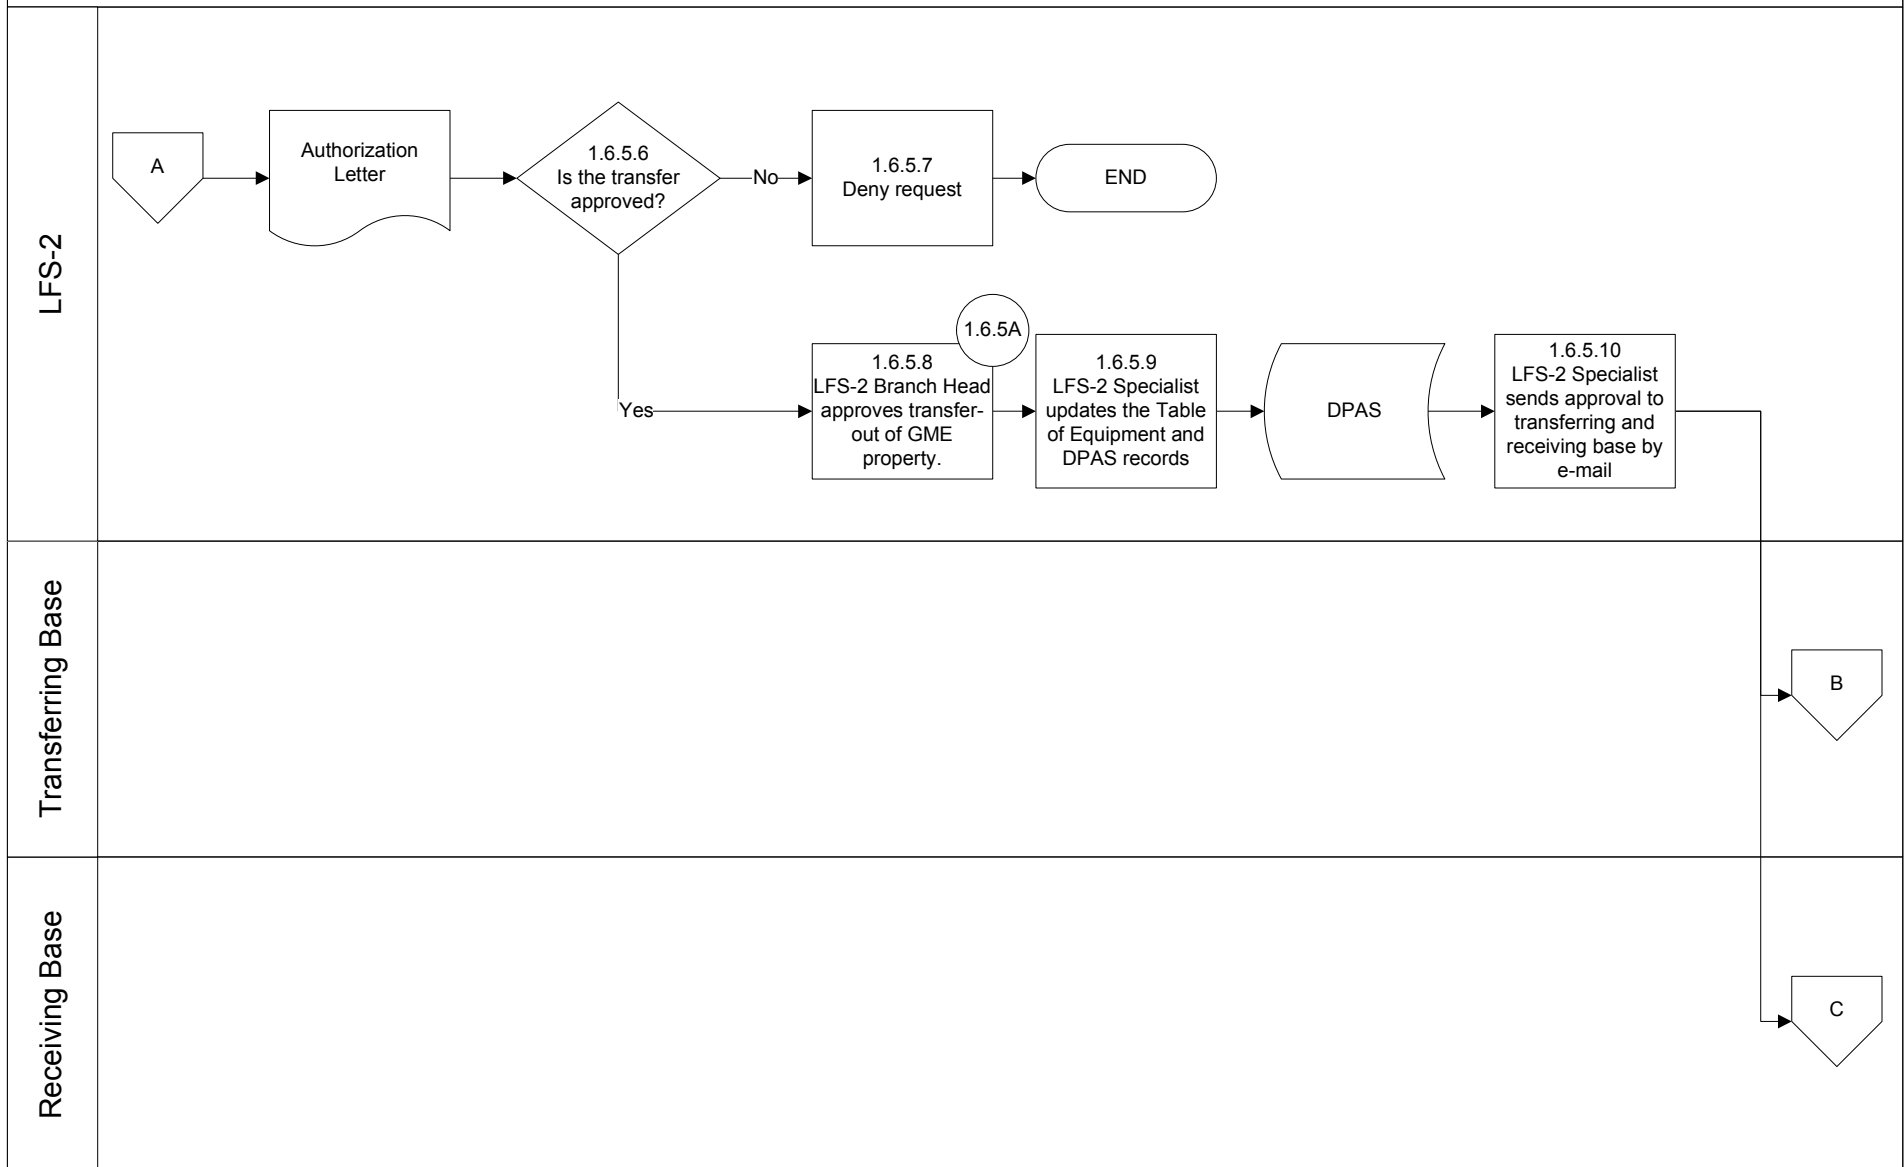 LFS-2
A
Authorization
Letter
1.6.5.6
Is the transfer
approved?
No
1.6.5.7
Deny request
END
Yes
1.6.5A
1.6.5.8
LFS-2 Branch Head
approves transfer-
out of GME
property.
1.6.5.9
LFS-2 Specialist
updates the Table
of Equipment and
DPAS records
DPAS
1.6.5.10
LFS-2 Specialist
sends approval to
transferring and
receiving base by
e-mail
Transferring Base
B
Receiving Base
C